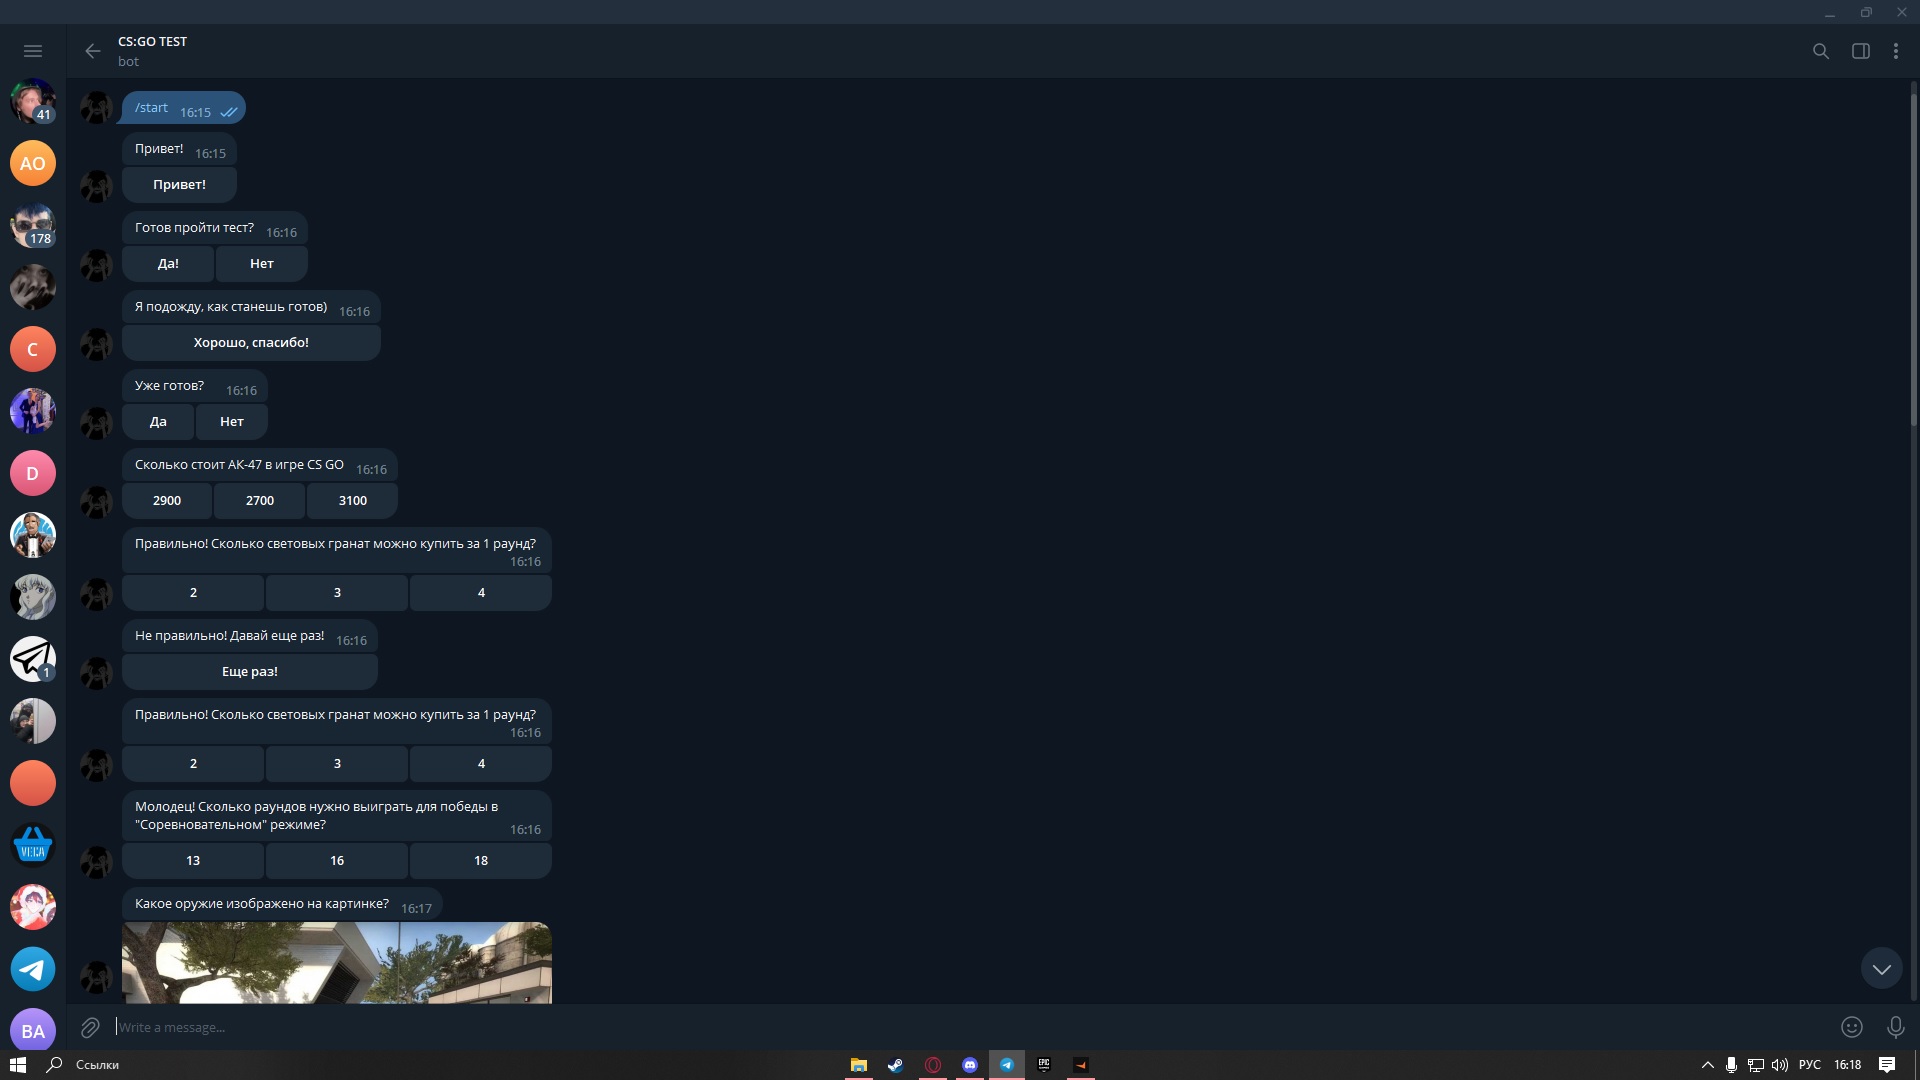 CS:GO TEST
bot
/start 16:15
Привет! 16:15
Привет!
Готов пройти тест? 16:16
Да! Нет
Я подожду, как станешь готов) 16:16
Хорошо, спасибо!
Уже готов? 16:16
Да Нет
Сколько стоит АК-47 в игре CS GO 16:16
2900 2700 3100
Правильно! Сколько световых гранат можно купить за 1 раунд?
16:16
2 3 4
Не правильно! Давай еще раз! 16:16
Еще раз!
Правильно! Сколько световых гранат можно купить за 1 раунд?
16:16
2 3 4
Молодец! Сколько раундов нужно выиграть для победы в
"Соревновательном" режиме? 16:16
13 16 18
Какое оружие изображено на картинке? 16:17
41
AO
178
C
D
1
VEGA
BA
Write a message...
Ссылки
EPIC
РУС 16:18